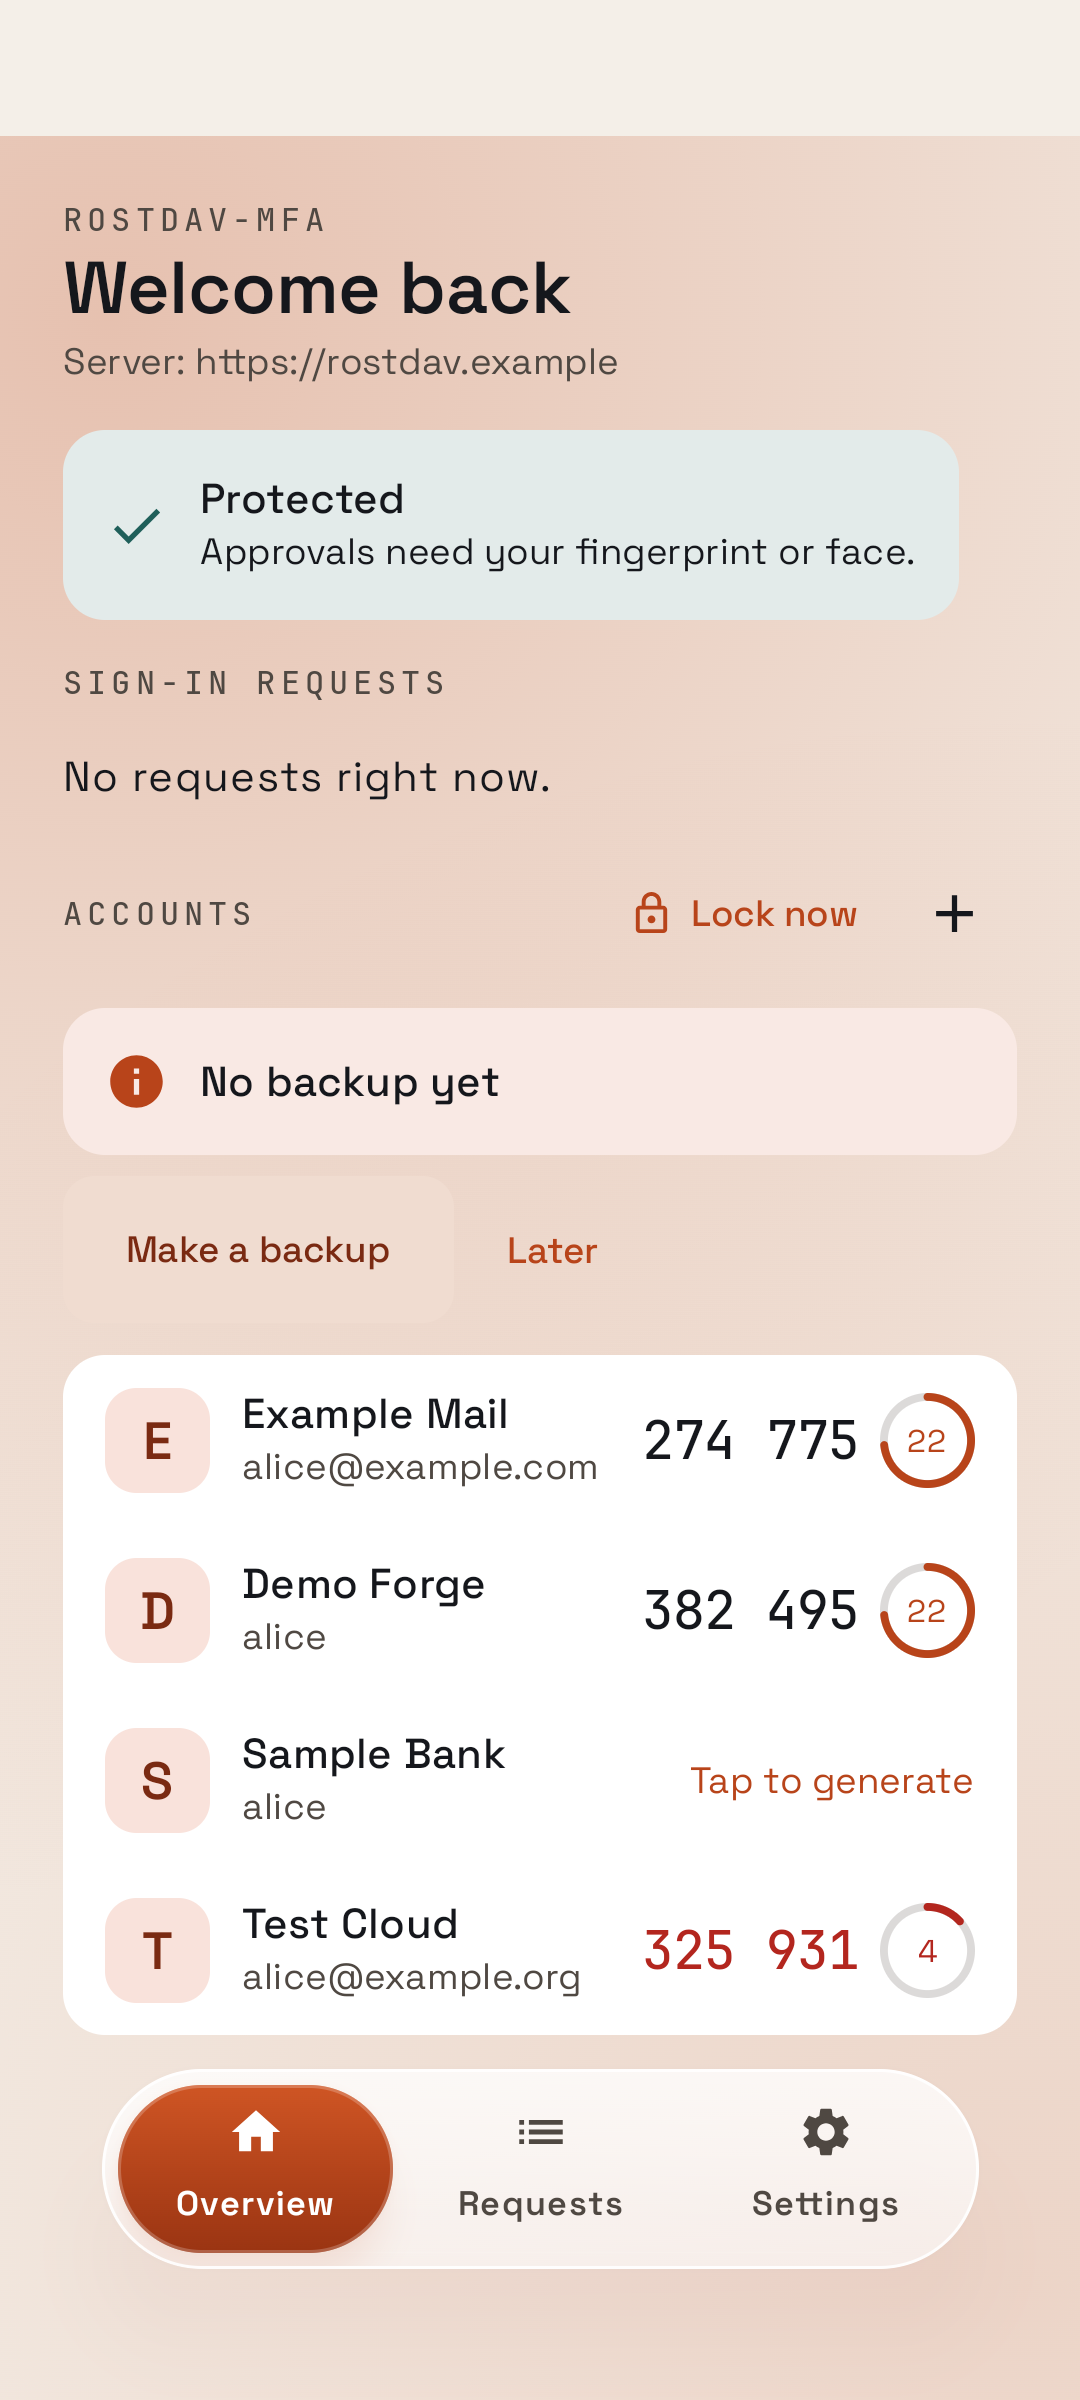 ROSTDAV-MFA
Welcome back
Server: https://rostdav.example
Protected
Approvals need your fingerprint or face.
SIGN-IN REQUESTS
No requests right now.
ACCOUNTS
Lock now
No backup yet
Make a backup
Later
E
Example Mail
alice@example.com
274 775
22
D
Demo Forge
alice
382 495
22
S
Sample Bank
alice
Tap to generate
T
Test Cloud
alice@example.org
325 931
4
Overview
Requests
Settings